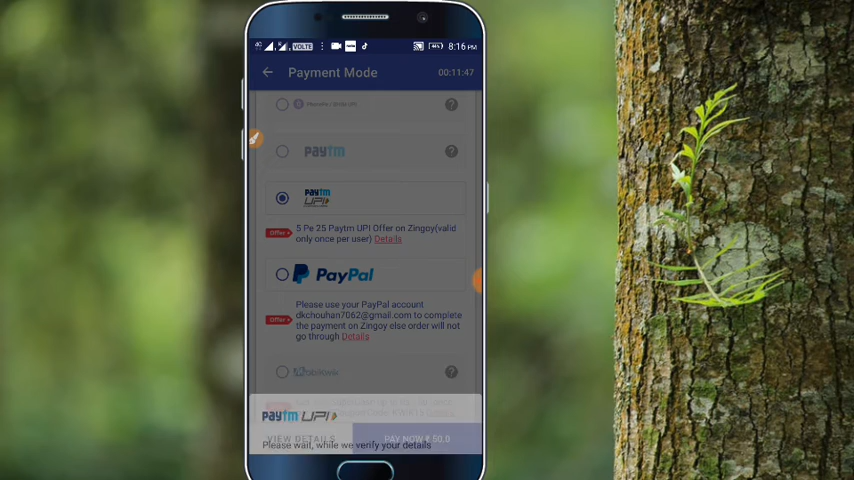 VOLTE 8:16 PM
Payment Mode 00:11:47
paytm
paytm
UPI
Offer 5 Pe 25 Paytm UPI Offer on Zingoy(valid
only once per user) Details
PayPal
Please use your PayPal account
dkchouhan7062@gmail.com to complete
Offer the payment on Zingoy else order will not
go through Details
MobiKwik
paytm UPI
VIEW DETAILS PAY NOW ₹ 50.0
Please wait, while we verify your details